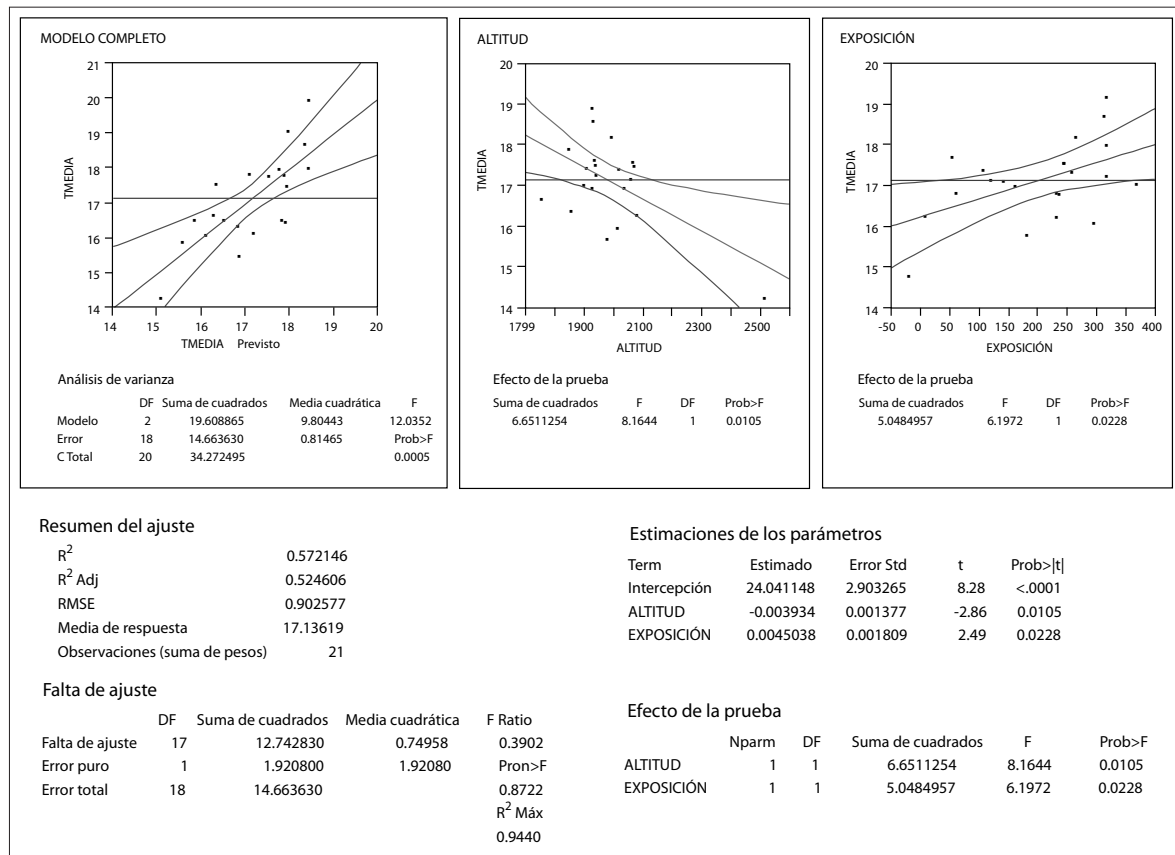 MODELO COMPLETO
21
20
19
18
17
16
15
14
TMEDIA
14 15 16 17 18 19 20
TMEDIA Previsto
Análisis de varianza
DF Suma de cuadrados Media cuadrática F
Modelo 2 19.608865 9.80443 12.0352
Error 18 14.663630 0.81465 Prob>F
C Total 20 34.272495 0.0005
ALTITUD
20
19
18
17
16
15
14
TMEDIA
1799 1900 2100 2300 2500
ALTITUD
Efecto de la prueba
Suma de cuadrados F DF Prob>F
6.6511254 8.1644 1 0.0105
EXPOSICIÓN
20
19
18
17
16
15
14
TMEDIA
-50 0 50 100 150 200 250 300 350 400
EXPOSICIÓN
Efecto de la prueba
Suma de cuadrados F DF Prob>F
5.0484957 6.1972 1 0.0228
Resumen del ajuste
R2 0.572146
R2 Adj 0.524606
RMSE 0.902577
Media de respuesta 17.13619
Observaciones (suma de pesos) 21
Estimaciones de los parámetros
Term Estimado Error Std t Prob>|t|
Intercepción 24.041148 2.903265 8.28 <.0001
ALTITUD -0.003934 0.001377 -2.86 0.0105
EXPOSICIÓN 0.0045038 0.001809 2.49 0.0228
Falta de ajuste
DF Suma de cuadrados Media cuadrática F Ratio
Falta de ajuste 17 12.742830 0.74958 0.3902
Error puro 1 1.920800 1.92080 Pron>F
Error total 18 14.663630 0.8722
R2 Máx
0.9440
Efecto de la prueba
Nparm DF Suma de cuadrados F Prob>F
ALTITUD 1 1 6.6511254 8.1644 0.0105
EXPOSICIÓN 1 1 5.0484957 6.1972 0.0228